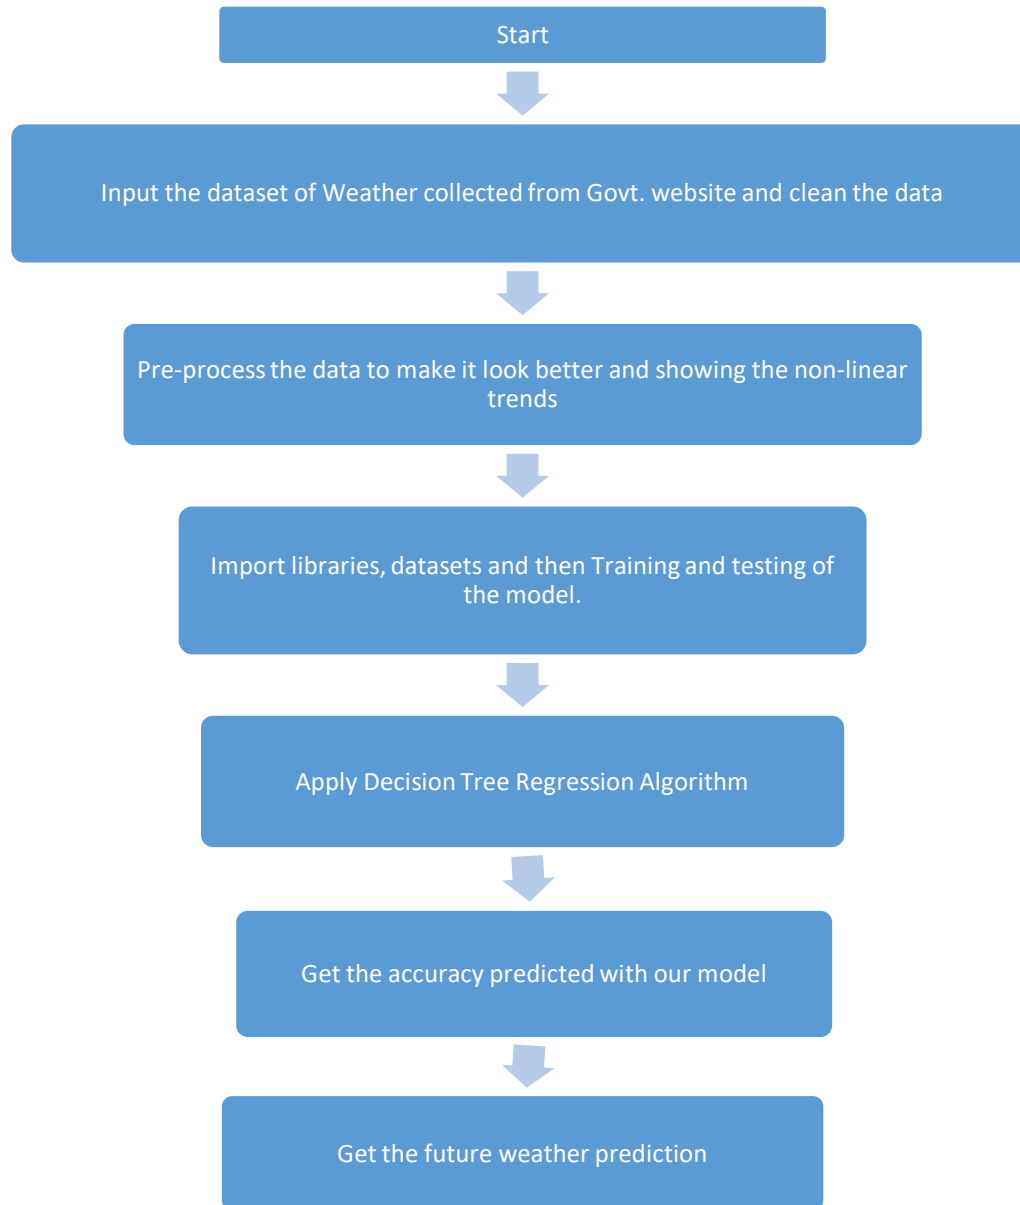 Start
Input the dataset of Weather collected from Govt. website and clean the data
Pre-process the data to make it look better and showing the non-linear
trends
Import libraries, datasets and then Training and testing of
the model.
Apply Decision Tree Regression Algorithm
Get the accuracy predicted with our model
Get the future weather prediction